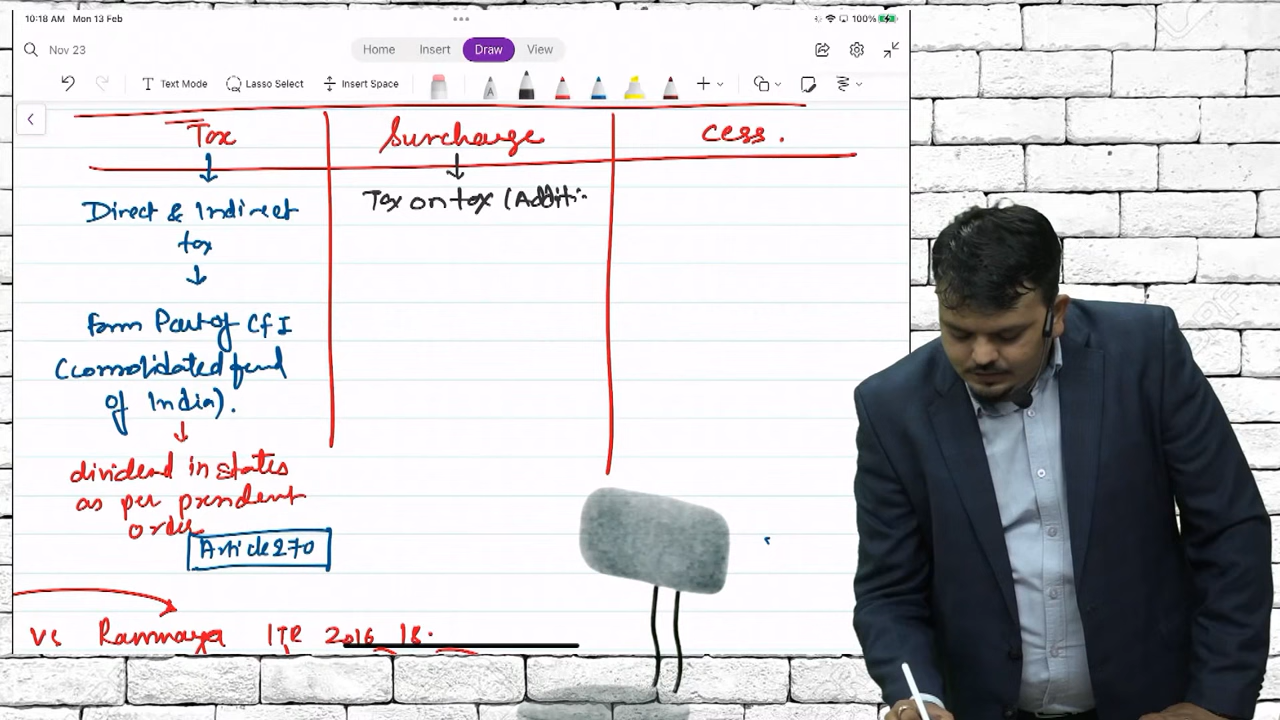 10:18 AM Mon 13 Feb
100%
Nov 23
Home Insert Draw View
Text Mode Lasso Select Insert Space
Tax Surcharge cess.
Direct & Indirect
tax
Tax on tax (Additi
form Part of CFI
(consolidated fund
of India).
dividend in states
as per president
order
Article 270
vs Rammaya ITR 2016 18.